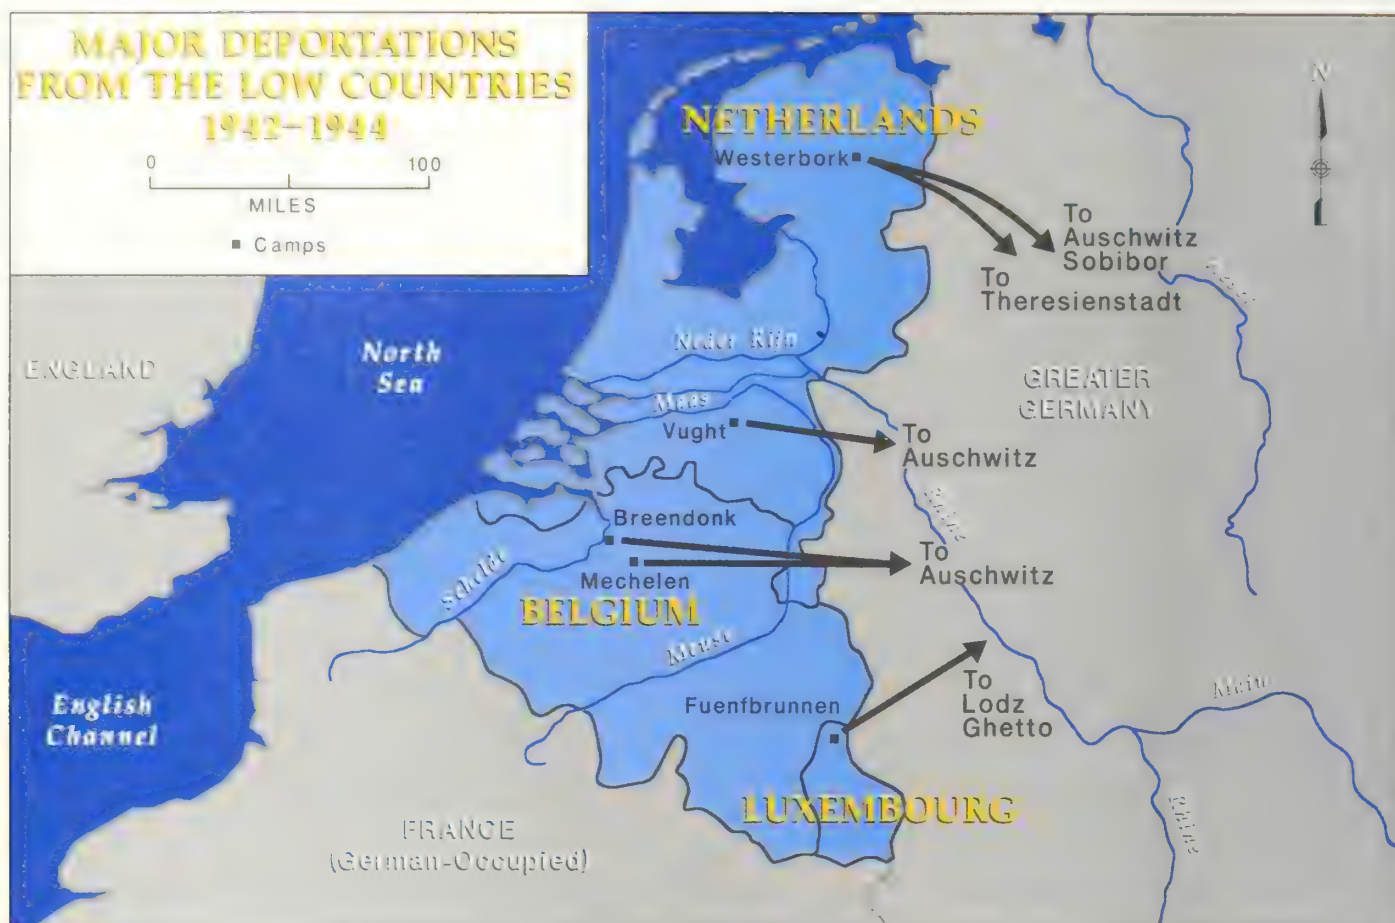 MAJOR DEPORTATIONS
FROM THE LOW COUNTRIES
1942–1944
0 100
MILES
Camps
N
NETHERLANDS
Westerbork
To
Auschwitz
Sobibor
To
Theresienstadt
ENGLAND
North
Sea
Neder Rijn
Weser
GREATER
GERMANY
Maas
Vught
To
Auschwitz
Rhine
Breendonk
To
Auschwitz
Mechelen
Scheldt
BELGIUM
Meuse
English
Channel
Fuenfbrunnen
To
Lodz
Ghetto
Main
LUXEMBOURG
FRANCE
(German-Occupied)
Rhine